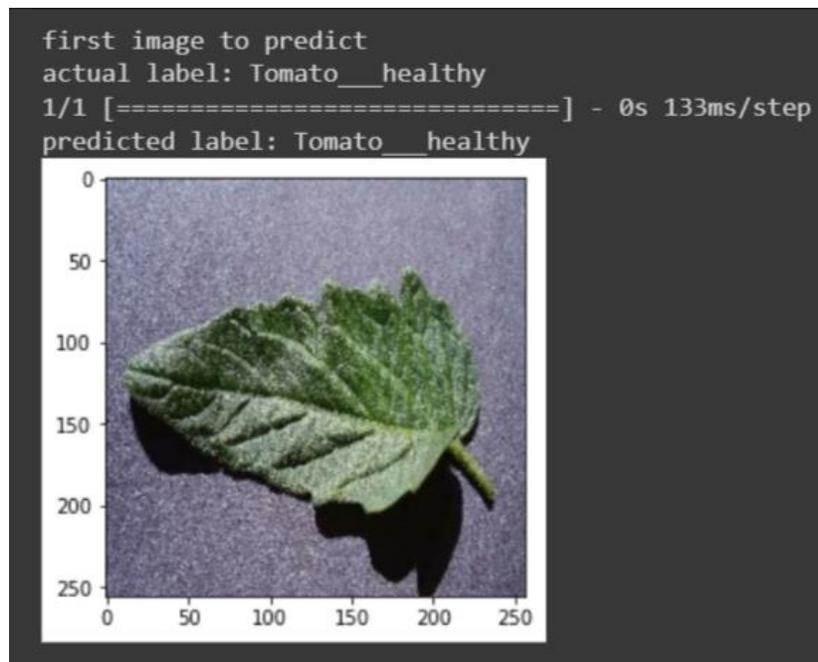 first image to predict
actual label: Tomato___healthy
1/1 [==============================] - 0s 133ms/step
predicted label: Tomato___healthy
0
50
100
150
200
250
0 50 100 150 200 250